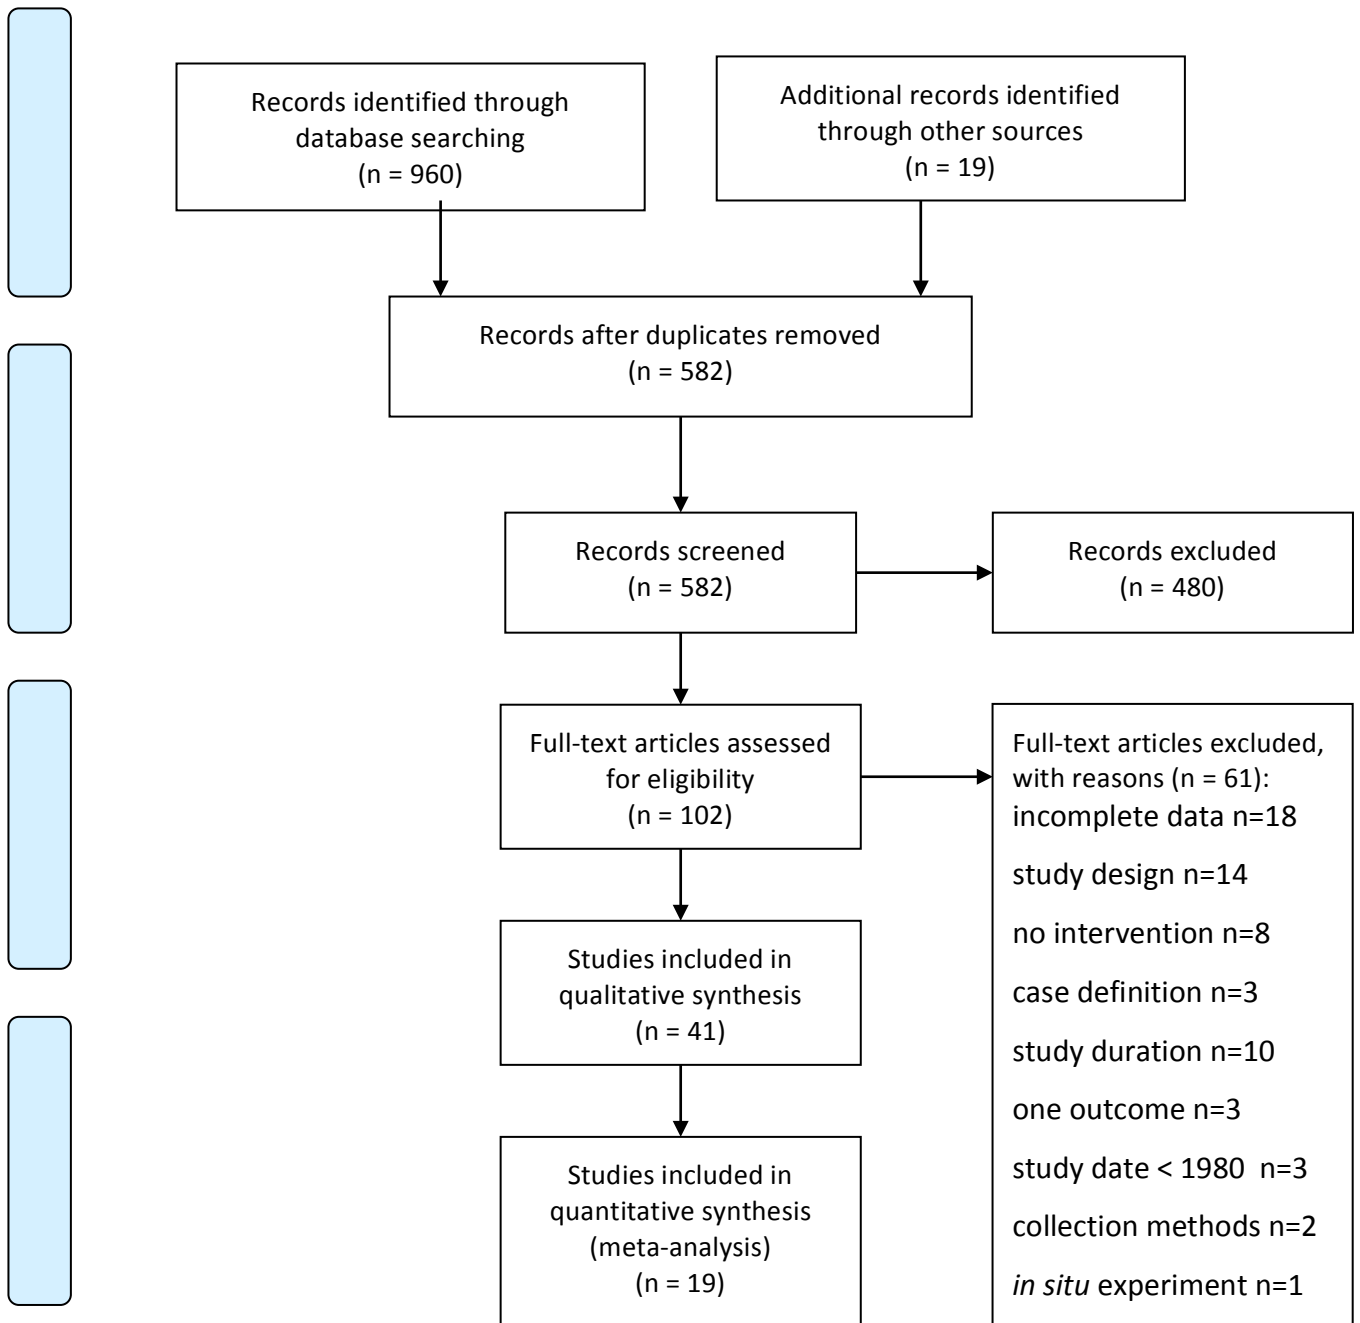 Records identified through
database searching
(n = 960)
Additional records identified
through other sources
(n = 19)
Records after duplicates removed
(n = 582)
Records screened
(n = 582)
Records excluded
(n = 480)
Full-text articles assessed
for eligibility
(n = 102)
Full-text articles excluded,
with reasons (n = 61):
incomplete data n=18
study design n=14
no intervention n=8
case definition n=3
study duration n=10
one outcome n=3
study date < 1980  n=3
collection methods n=2
in situ experiment n=1
Studies included in
qualitative synthesis
(n = 41)
Studies included in
quantitative synthesis
(meta-analysis)
(n = 19)